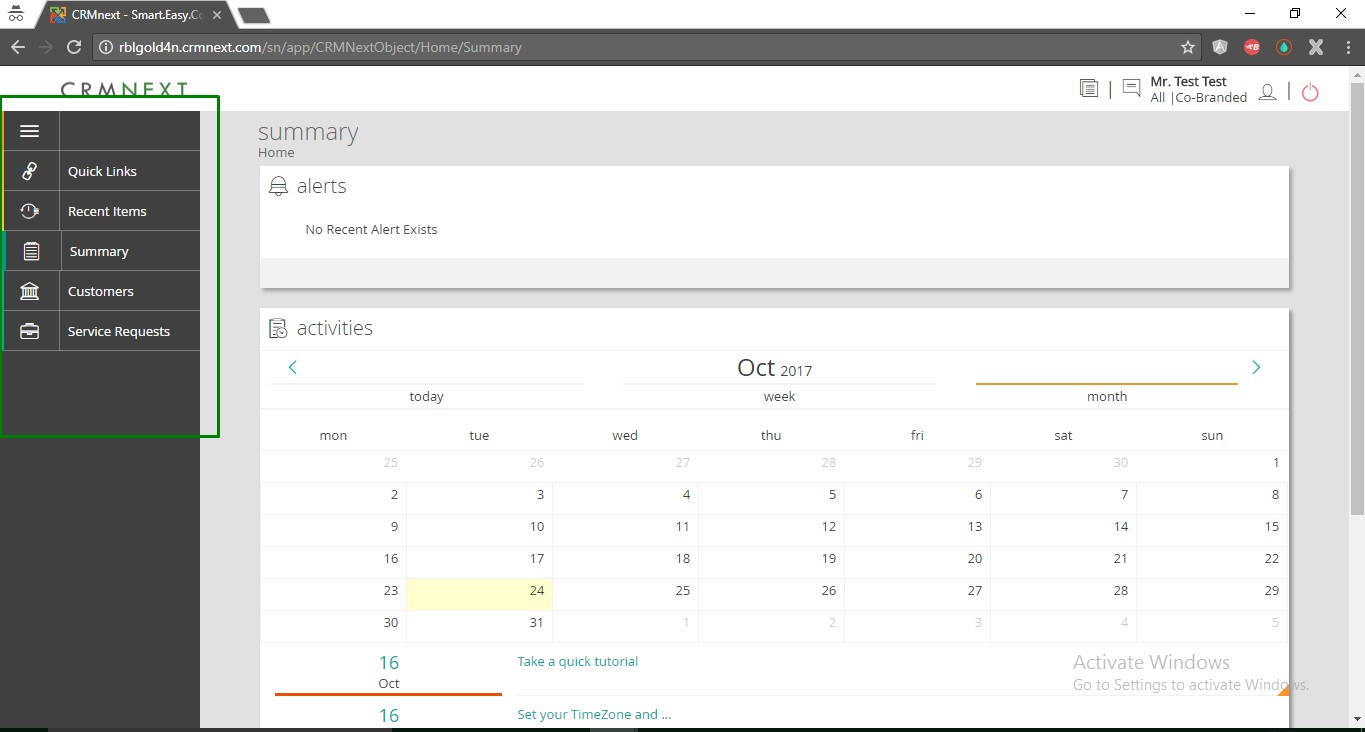 CRMnext - Smart.Easy.Co
rblgold4n.crmnext.com/sn/app/CRMNextObject/Home/Summary
CRMNEXT
Mr. Test Test
All |Co-Branded
Quick Links
Recent Items
Summary
Customers
Service Requests
summary
Home
alerts
No Recent Alert Exists
activities
Oct 2017
today week month
mon tue wed thu fri sat sun
25 26 27 28 29 30 1
2 3 4 5 6 7 8
9 10 11 12 13 14 15
16 17 18 19 20 21 22
23 24 25 26 27 28 29
30 31 1 2 3 4 5
16 Take a quick tutorial
Oct
16 Set your TimeZone and ...
Activate Windows
Go to Settings to activate Windows.